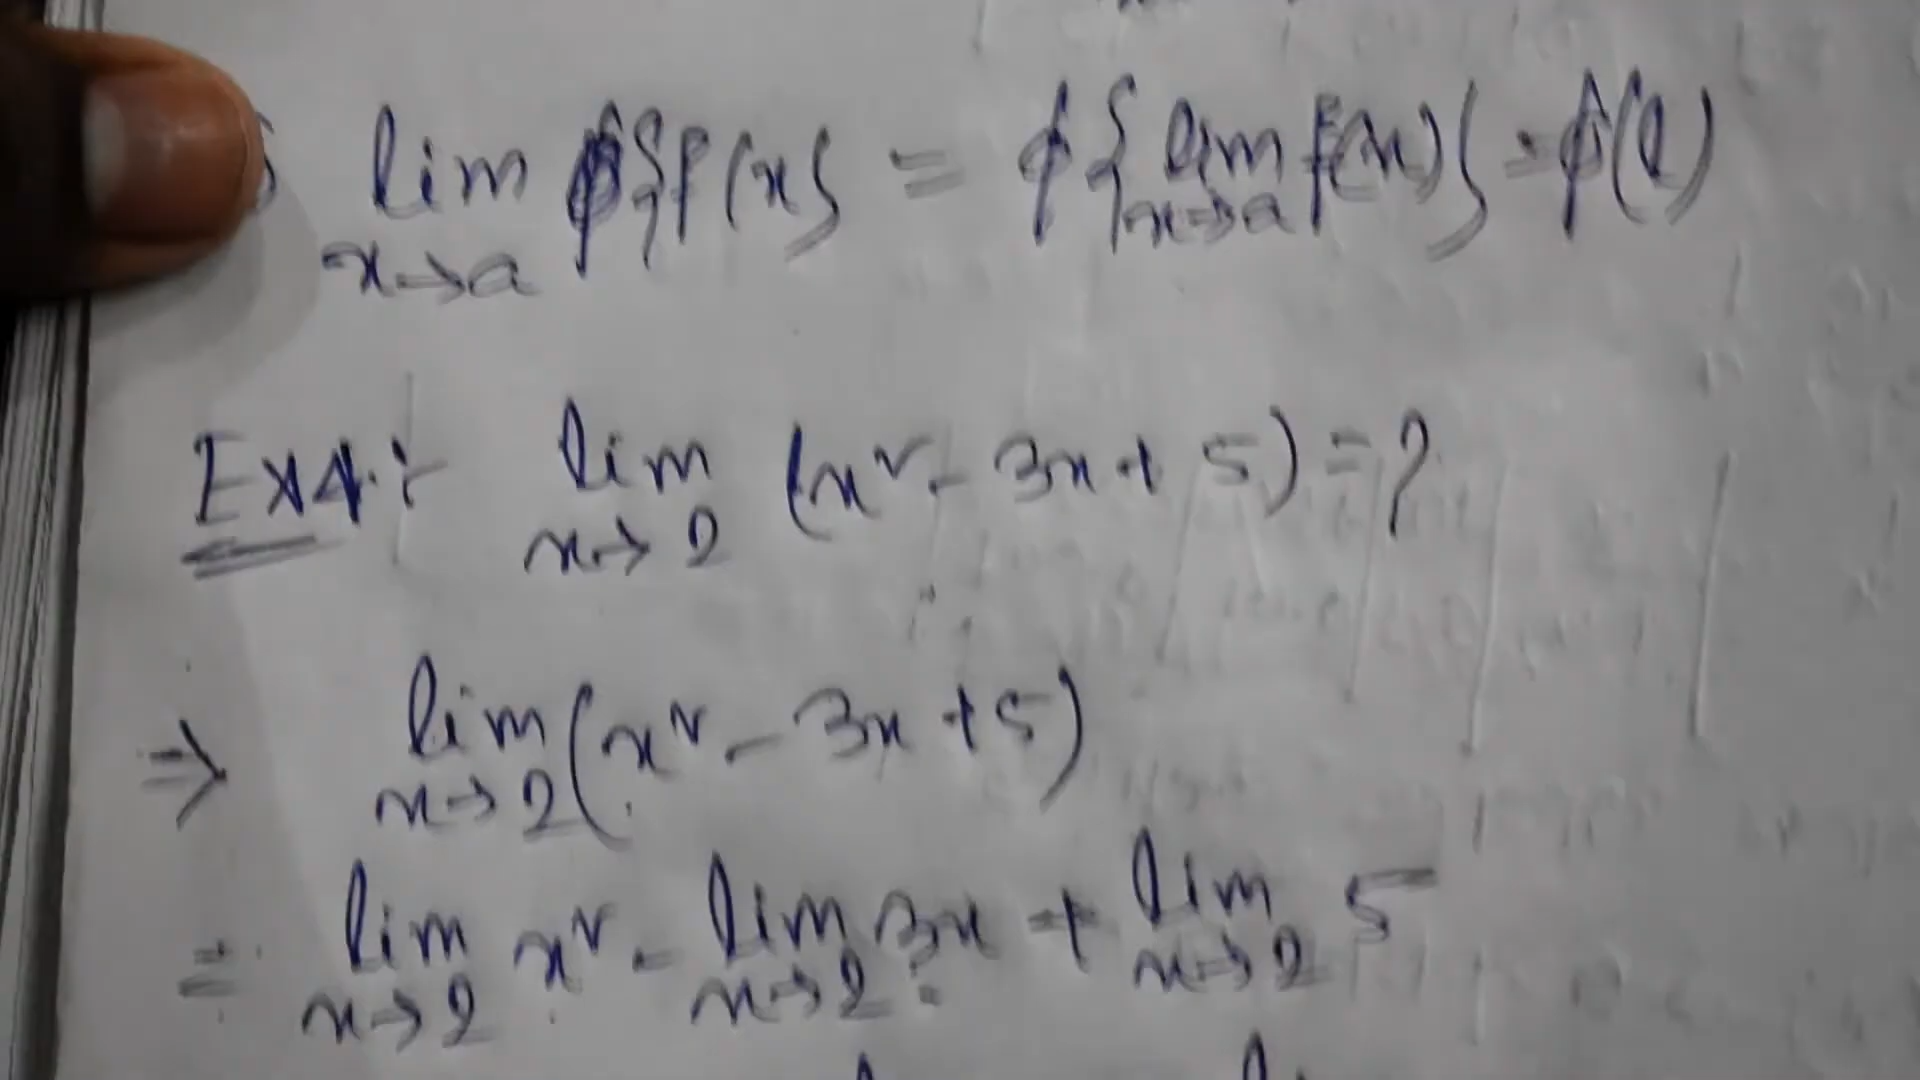 lim x→a ϕ{f(x} = ϕ{lim x→a f(x)} = ϕ(l)
Ex4:- lim x→2 (x² - 3x + 5) = ?
⇒ lim x→2 (x² - 3x + 5)
= lim x→2 x² - lim x→2 3x + lim x→2 5